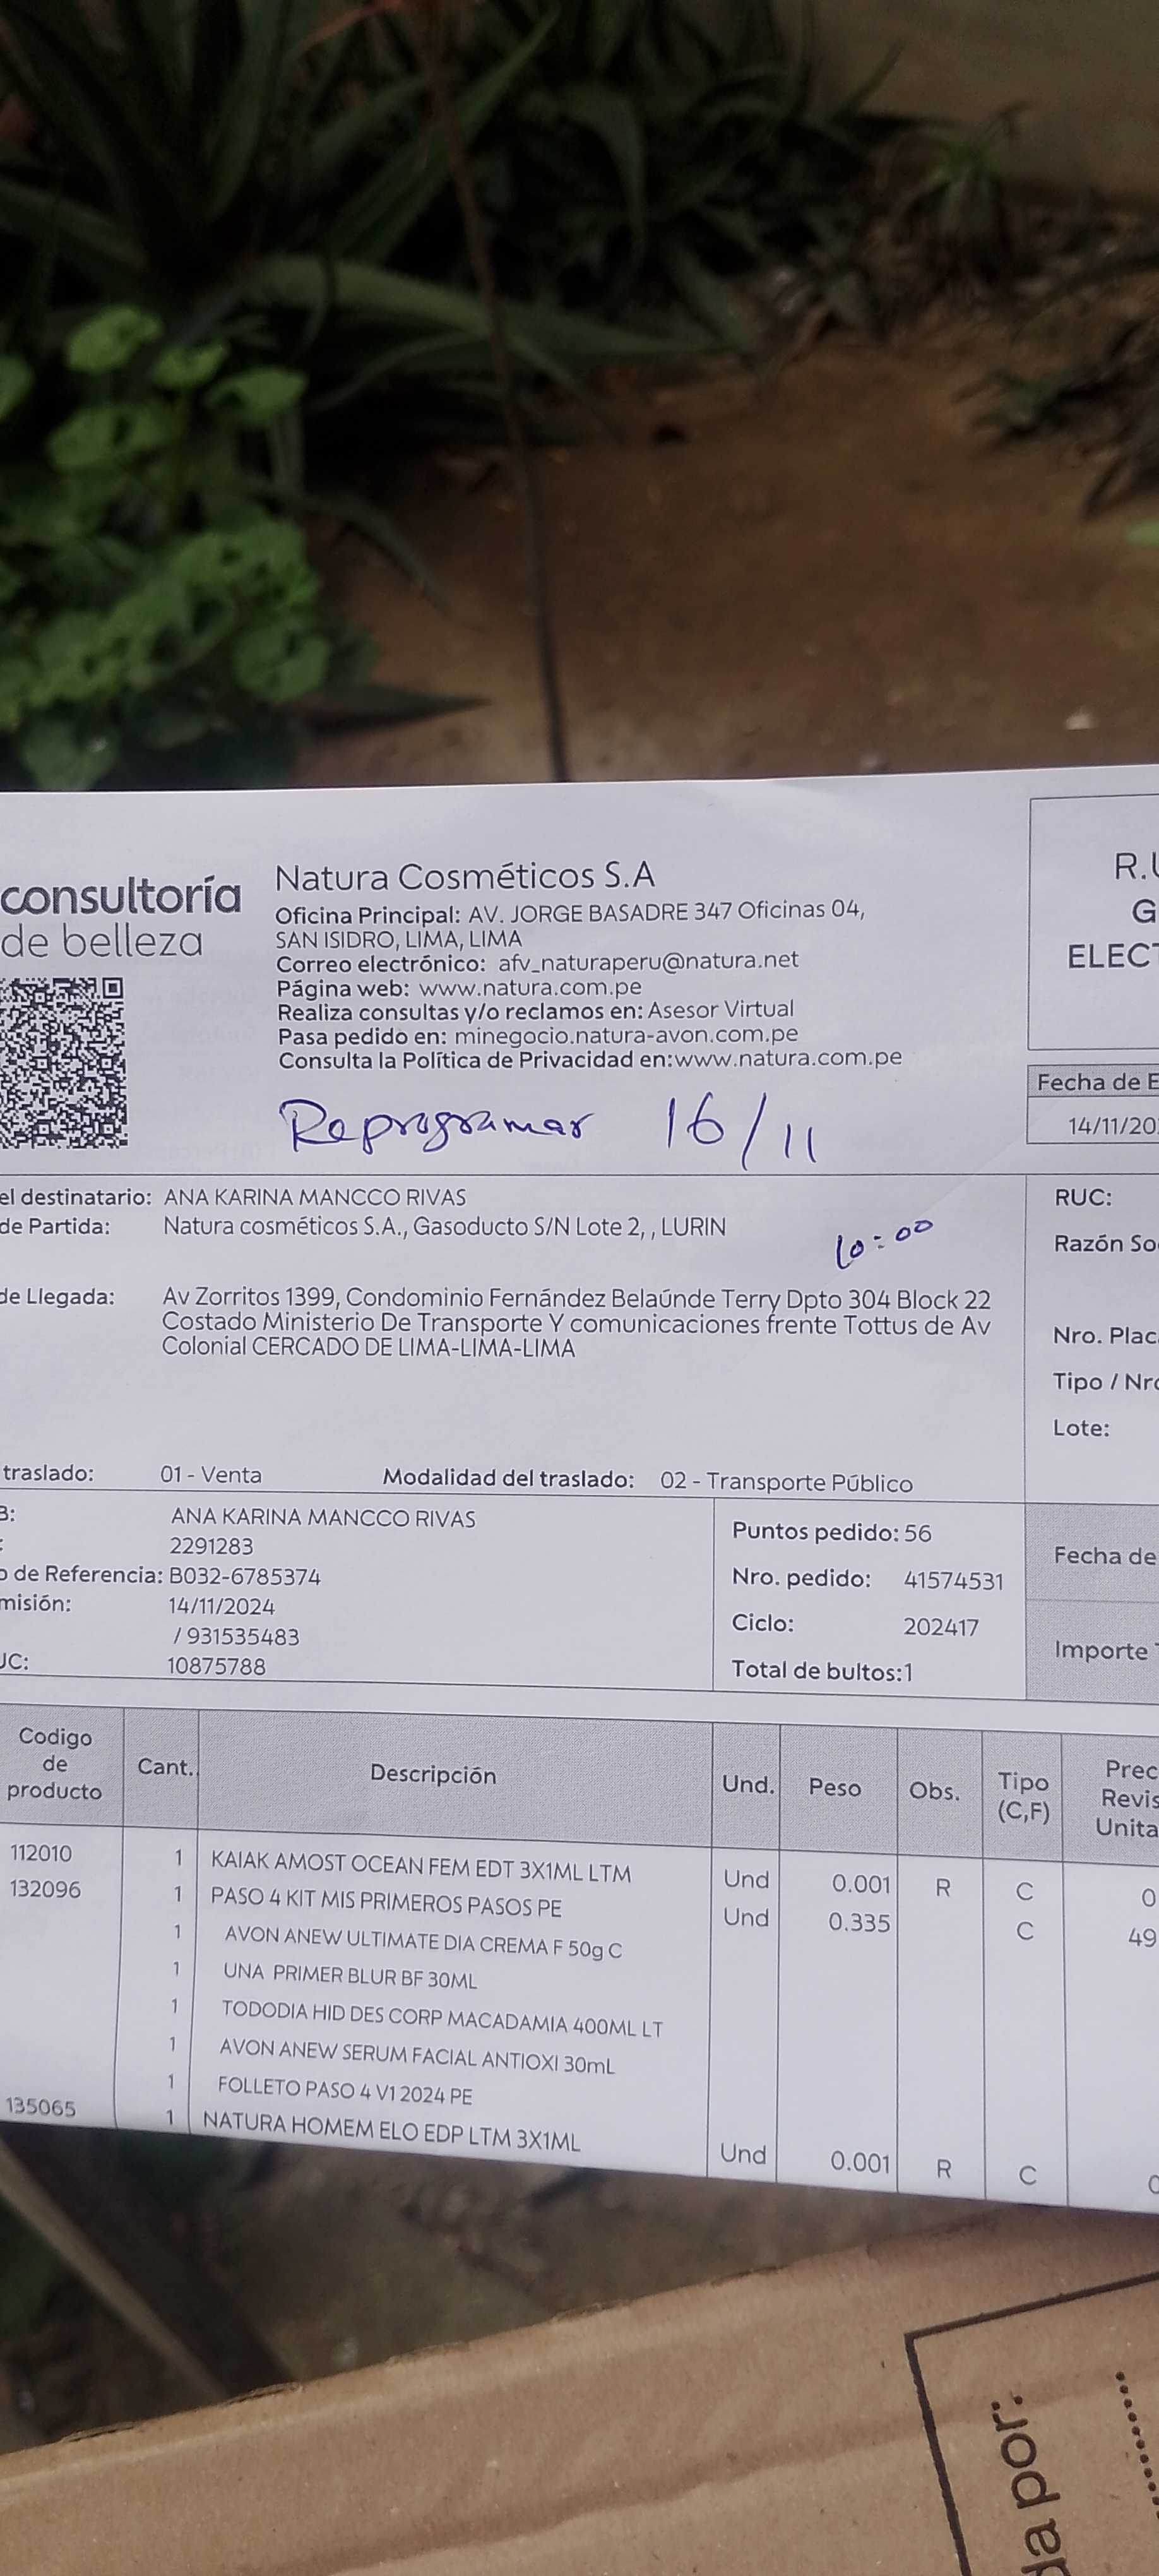 consultoría
de belleza
Natura Cosméticos S.A
Oficina Principal: AV. JORGE BASADRE 347 Oficinas 04,
SAN ISIDRO, LIMA, LIMA
Correo electrónico: afv_naturaperu@natura.net
Página web: www.natura.com.pe
Realiza consultas y/o reclamos en: Asesor Virtual
Pasa pedido en: minegocio.natura-avon.com.pe
Consulta la Política de Privacidad en:www.natura.com.pe
R.U
G
ELECT
Fecha de E
14/11/20
Reprogramar 16/11
el destinatario: ANA KARINA MANCCO RIVAS
de Partida: Natura cosméticos S.A., Gasoducto S/N Lote 2, , LURIN
10:00
de Llegada: Av Zorritos 1399, Condominio Fernández Belaúnde Terry Dpto 304 Block 22
Costado Ministerio De Transporte Y comunicaciones frente Tottus de Av
Colonial CERCADO DE LIMA-LIMA-LIMA
RUC:
Razón So
Nro. Plac
Tipo / Nro
Lote:
traslado: 01 - Venta Modalidad del traslado: 02 - Transporte Público
B: ANA KARINA MANCCO RIVAS
: 2291283
o de Referencia: B032-6785374
misión: 14/11/2024
/ 931535483
UC: 10875788
Puntos pedido: 56
Nro. pedido: 41574531
Ciclo: 202417
Total de bultos:1
Fecha de
Importe T
Codigo de producto Cant. Descripción Und. Peso Obs. Tipo (C,F) Prec Revis Unita
112010 1 KAIAK AMOST OCEAN FEM EDT 3X1ML LTM Und 0.001 R C 0
132096 1 PASO 4 KIT MIS PRIMEROS PASOS PE Und 0.335 C 49
1 AVON ANEW ULTIMATE DIA CREMA F 50g C
1 UNA PRIMER BLUR BF 30ML
1 TODODIA HID DES CORP MACADAMIA 400ML LT
1 AVON ANEW SERUM FACIAL ANTIOXI 30mL
1 FOLLETO PASO 4 V1 2024 PE
135065 1 NATURA HOMEM ELO EDP LTM 3X1ML Und 0.001 R C 0
da por: